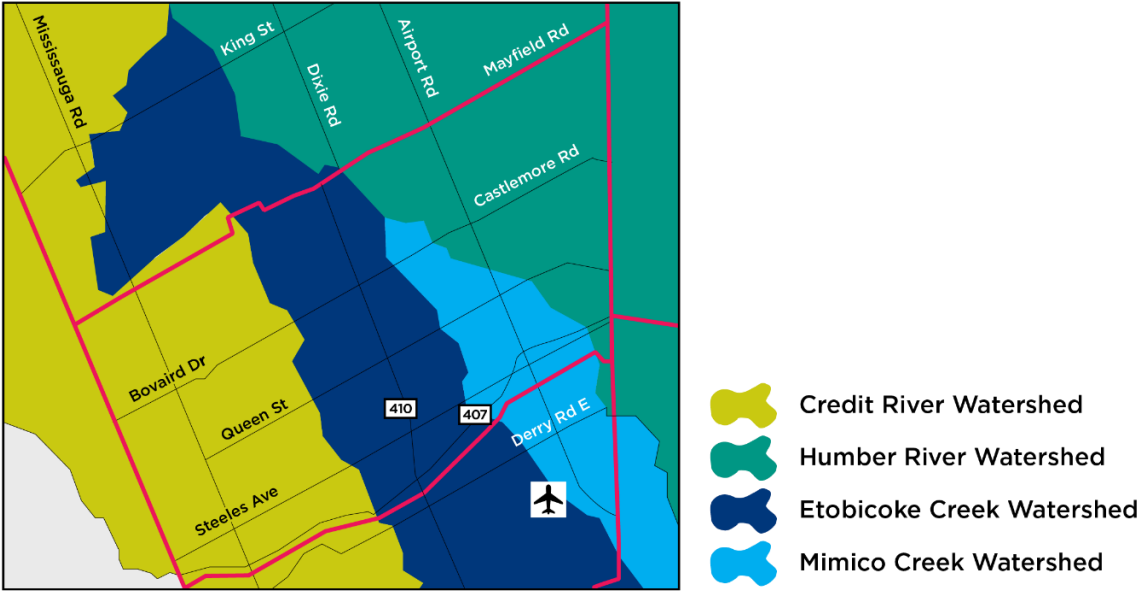 Mississauga Rd
King St
Dixie Rd
Airport Rd
Mayfield Rd
Castlemore Rd
Bovaird Dr
Queen St
410
407
Derry Rd E
Steeles Ave
Credit River Watershed
Humber River Watershed
Etobicoke Creek Watershed
Mimico Creek Watershed